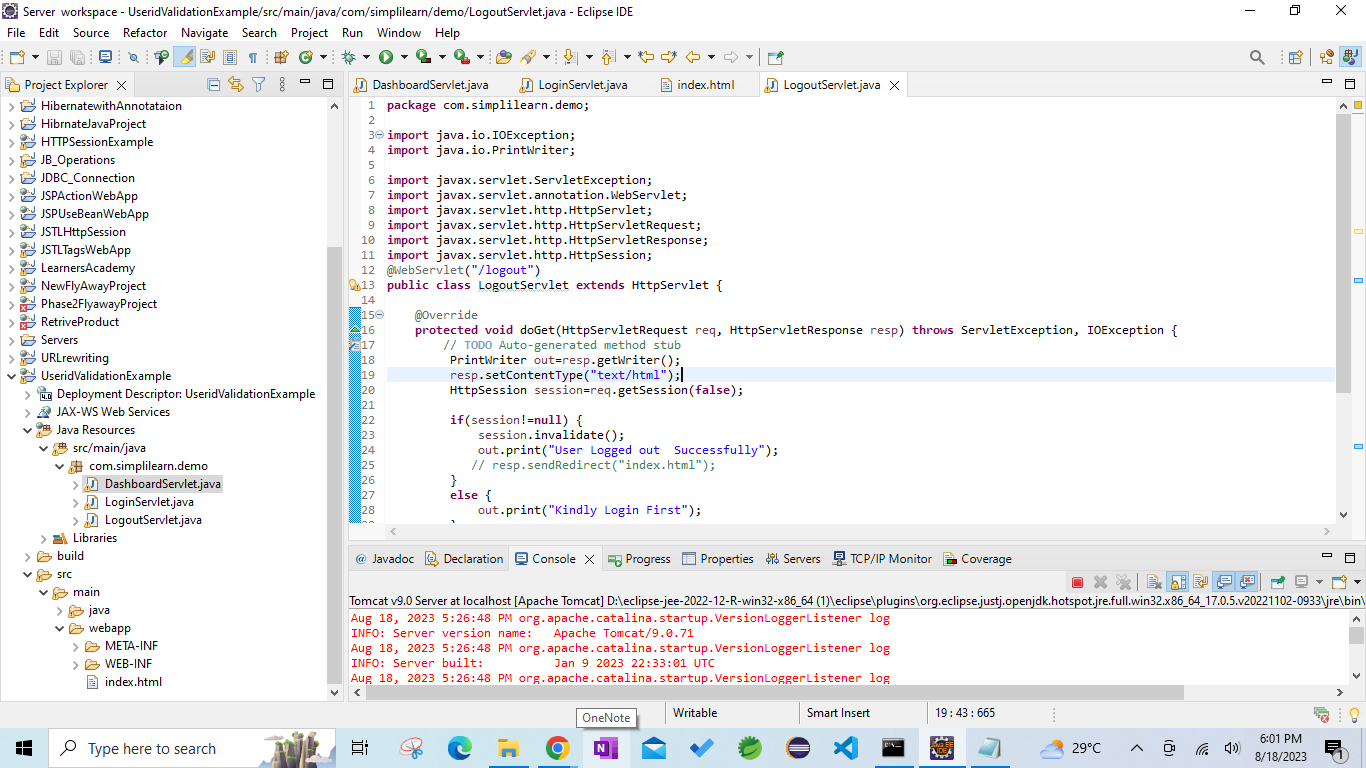 Server workspace - UseridValidationExample/src/main/java/com/simplilearn/demo/LogoutServlet.java - Eclipse IDE
File Edit Source Refactor Navigate Search Project Run Window Help
Project Explorer
HibernatewithAnnotataion
HibrnateJavaProject
HTTPSessionExample
JB_Operations
JDBC_Connection
JSPActionWebApp
JSPUseBeanWebApp
JSTLHttpSession
JSTLTagsWebApp
LearnersAcademy
NewFlyAwayProject
Phase2FlyawayProject
RetriveProduct
Servers
URLrewriting
UseridValidationExample
Deployment Descriptor: UseridValidationExample
JAX-WS Web Services
Java Resources
src/main/java
com.simplilearn.demo
DashboardServlet.java
LoginServlet.java
LogoutServlet.java
Libraries
build
src
main
java
webapp
META-INF
WEB-INF
index.html
DashboardServlet.java LoginServlet.java index.html LogoutServlet.java
1 package com.simplilearn.demo;
2
3 import java.io.IOException;
4 import java.io.PrintWriter;
5
6 import javax.servlet.ServletException;
7 import javax.servlet.annotation.WebServlet;
8 import javax.servlet.http.HttpServlet;
9 import javax.servlet.http.HttpServletRequest;
10 import javax.servlet.http.HttpServletResponse;
11 import javax.servlet.http.HttpSession;
12 @WebServlet("/logout")
13 public class LogoutServlet extends HttpServlet {
14
15 @Override
16 protected void doGet(HttpServletRequest req, HttpServletResponse resp) throws ServletException, IOException {
17 // TODO Auto-generated method stub
18 PrintWriter out=resp.getWriter();
19 resp.setContentType("text/html");
20 HttpSession session=req.getSession(false);
21
22 if(session!=null) {
23 session.invalidate();
24 out.print("User Logged out  Successfully");
25 // resp.sendRedirect("index.html");
26 }
27 else {
28 out.print("Kindly Login First");
@ Javadoc Declaration Console Progress Properties Servers TCP/IP Monitor Coverage
Tomcat v9.0 Server at localhost [Apache Tomcat] D:\eclipse-jee-2022-12-R-win32-x86_64 (1)\eclipse\plugins\org.eclipse.justj.openjdk.hotspot.jre.full.win32.x86_64_17.0.5.v20221102-0933\jre\bin\
Aug 18, 2023 5:26:48 PM org.apache.catalina.startup.VersionLoggerListener log
INFO: Server version name:   Apache Tomcat/9.0.71
Aug 18, 2023 5:26:48 PM org.apache.catalina.startup.VersionLoggerListener log
INFO: Server built:          Jan 9 2023 22:33:01 UTC
Aug 18, 2023 5:26:48 PM org.apache.catalina.startup.VersionLoggerListener log
OneNote
Writable Smart Insert 19 : 43 : 665
Type here to search
29°C
6:01 PM
8/18/2023
1